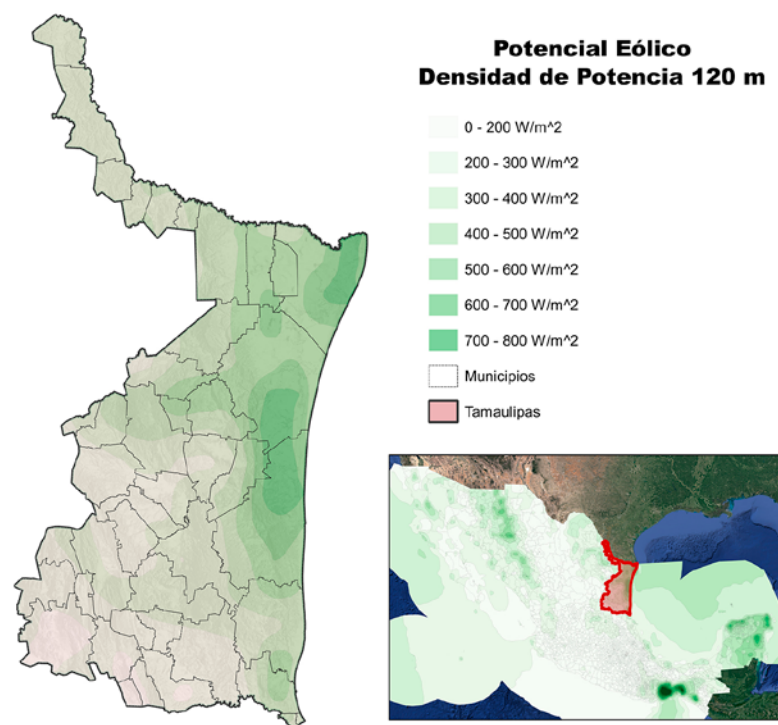 Potencial Eólico
Densidad de Potencia 120 m
0 - 200 W/m^2
200 - 300 W/m^2
300 - 400 W/m^2
400 - 500 W/m^2
500 - 600 W/m^2
600 - 700 W/m^2
700 - 800 W/m^2
Municipios
Tamaulipas